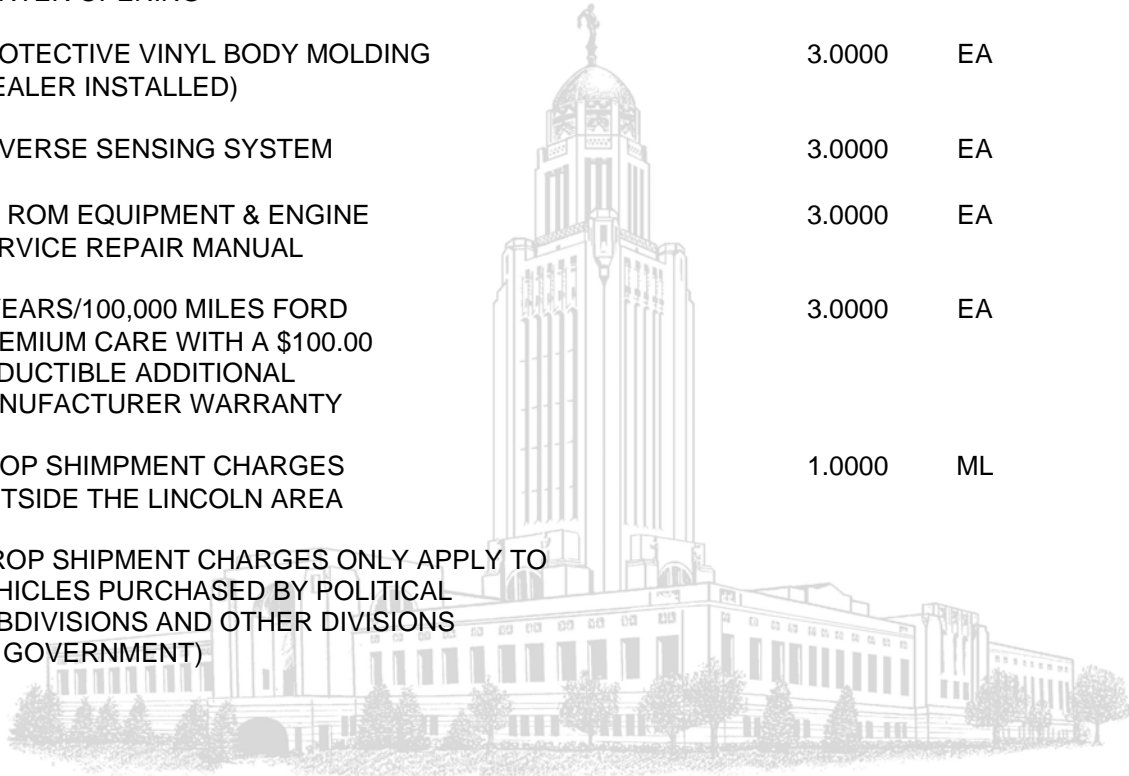 OPENING
OTECTIVE VINYL BODY MOLDING 3.0000 EA
EALER INSTALLED)
VERSE SENSING SYSTEM 3.0000 EA
ROM EQUIPMENT & ENGINE 3.0000 EA
RVICE REPAIR MANUAL
EARS/100,000 MILES FORD 3.0000 EA
EMIUM CARE WITH A $100.00
DUCTIBLE ADDITIONAL
NUFACTURER WARRANTY
OP SHIMPMENT CHARGES 1.0000 ML
TSIDE THE LINCOLN AREA
ROP SHIPMENT CHARGES ONLY APPLY TO
HICLES PURCHASED BY POLITICAL
BDIVISIONS AND OTHER DIVISIONS
GOVERNMENT)